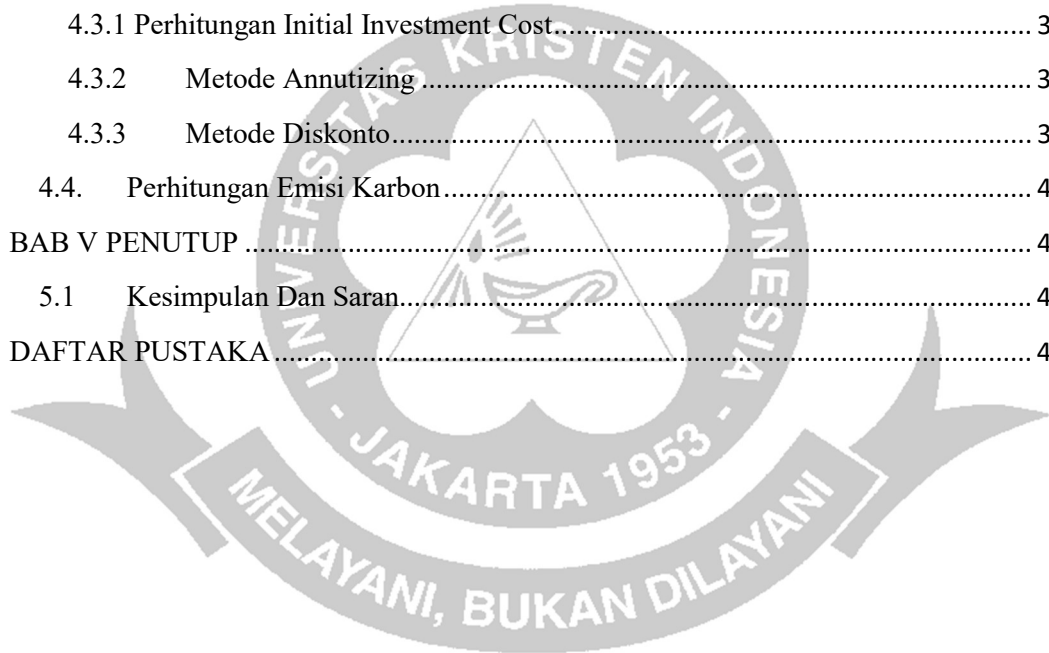 4.3.1 Perhitungan Initial Investment Cost.......................................................................... 3
4.3.2 Metode Annutizing ............................................................................................ 3
4.3.3 Metode Diskonto................................................................................................ 3
4.4. Perhitungan Emisi Karbon.................................................................................... 4
BAB V PENUTUP .......................................................................................................... 4
5.1 Kesimpulan Dan Saran........................................................................................... 4
DAFTAR PUSTAKA ...................................................................................................... 4
UNIVERSITAS KRISTEN INDONESIA
- JAKARTA 1953 -
MELAYANI, BUKAN DILAYANI